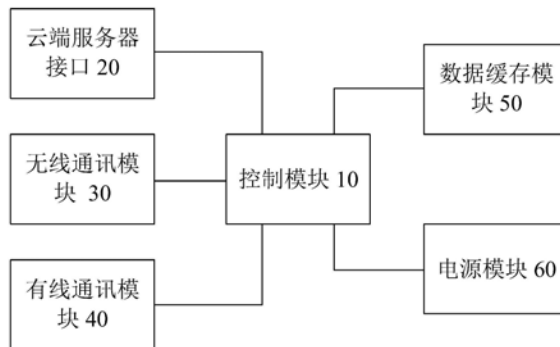 云端服务器
接口 20
无线通讯模
块 30
有线通讯模
块 40
控制模块 10
数据缓存模
块 50
电源模块 60